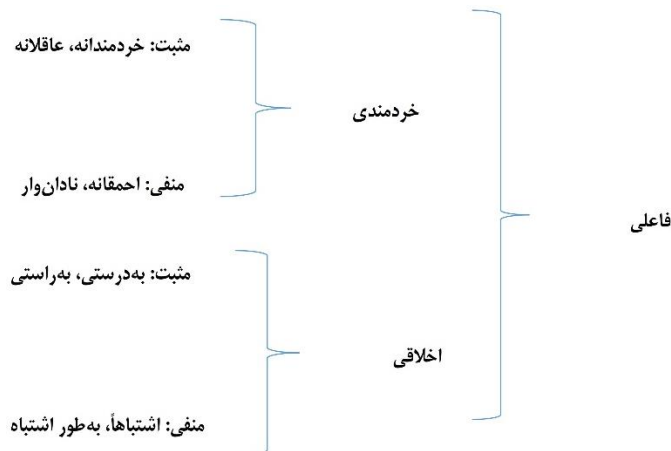 مثبت: خردمندانه، عاقلانه
خردمندی
منفی: احمقانه، نادان‌وار
فاعلی
مثبت: به‌درستی، به‌راستی
اخلاقی
منفی: اشتباهاً، به‌طور اشتباه